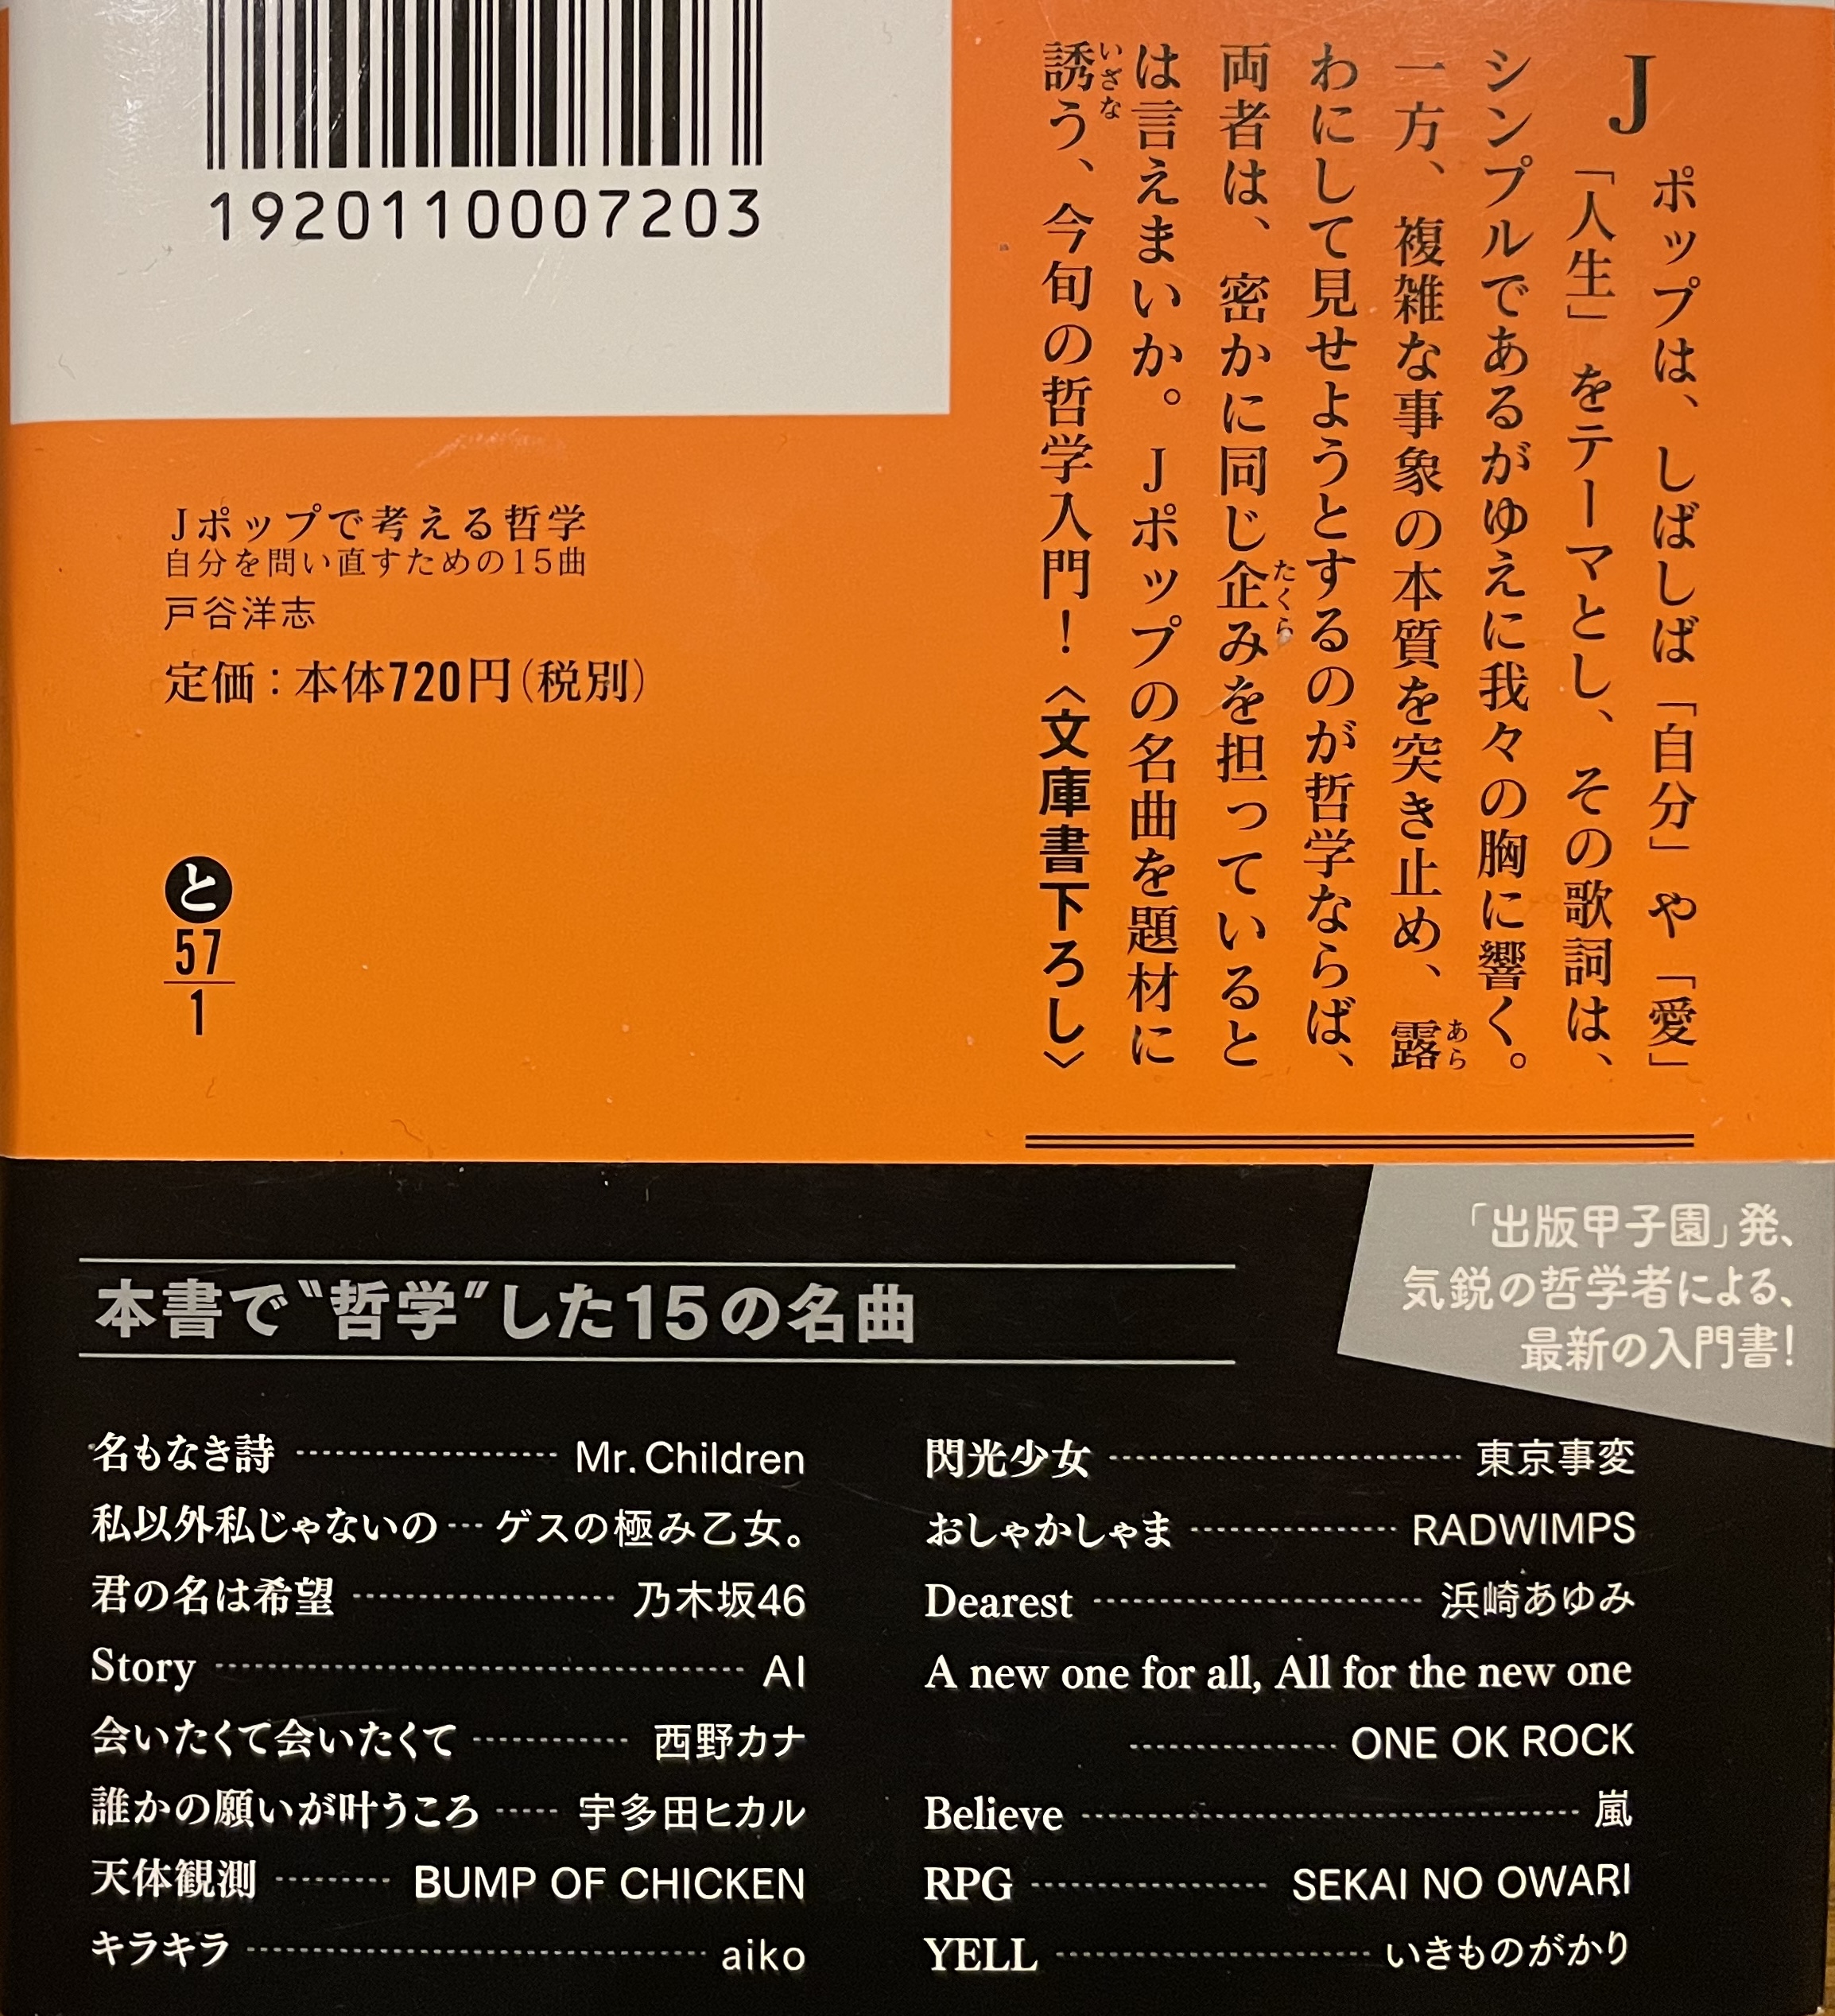 1920110007203
Jポップは、しばしば「自分」や「愛」
「人生」をテーマとし、その歌詞は、
シンプルであるがゆえに我々の胸に響く。
一方、複雑な事象の本質を突き止め、露
あら
わにして見せようとするのが哲学ならば、
両者は、密かに同じ企みを担っていると
たくら
は言えまいか。Jポップの名曲を題材に
誘う、今旬の哲学入門!〈文庫書下ろし〉
いざな
Jポップで考える哲学
自分を問い直すための15曲
戸谷洋志
定価:本体720円(税別)
と
57
1
「出版甲子園」発、
気鋭の哲学者による、
最新の入門書!
本書で〝哲学〟した15の名曲
名もなき詩 ………… Mr. Children
私以外私じゃないの … ゲスの極み乙女。
君の名は希望 ………… 乃木坂46
Story ………… AI
会いたくて会いたくて ………… 西野カナ
誰かの願いが叶うころ …… 宇多田ヒカル
天体観測 ……… BUMP OF CHICKEN
キラキラ ………… aiko
閃光少女 ………… 東京事変
おしゃかしゃま ………… RADWIMPS
Dearest ………… 浜崎あゆみ
A new one for all, All for the new one
………… ONE OK ROCK
Believe ………… 嵐
RPG ………… SEKAI NO OWARI
YELL ………… いきものがかり